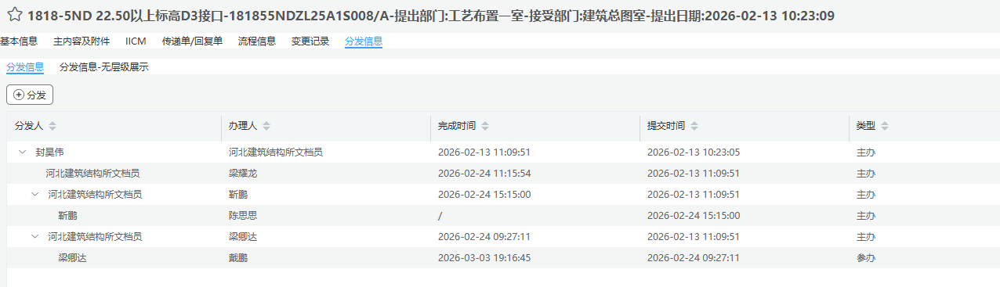 1818-5ND 22.50以上标高D3接口-181855NDZL25A1S008/A-提出部门:工艺布置一室-接受部门:建筑总图室-提出日期:2026-02-13 10:23:09
基本信息 主内容及附件 IICM 传递单/回复单 流程信息 变更记录 分发信息
分发信息 分发信息-无层级展示
分发
分发人 办理人 完成时间 提交时间 类型
封昊伟 河北建筑结构所文档员 2026-02-13 11:09:51 2026-02-13 10:23:05 主办
河北建筑结构所文档员 梁耀龙 2026-02-24 11:15:54 2026-02-13 11:09:51 主办
河北建筑结构所文档员 靳鹏 2026-02-24 15:15:00 2026-02-13 11:09:51 主办
靳鹏 陈思思 / 2026-02-24 15:15:00 主办
河北建筑结构所文档员 梁卿达 2026-02-24 09:27:11 2026-02-13 11:09:51 主办
梁卿达 戴鹏 2026-03-03 19:16:45 2026-02-24 09:27:11 参办